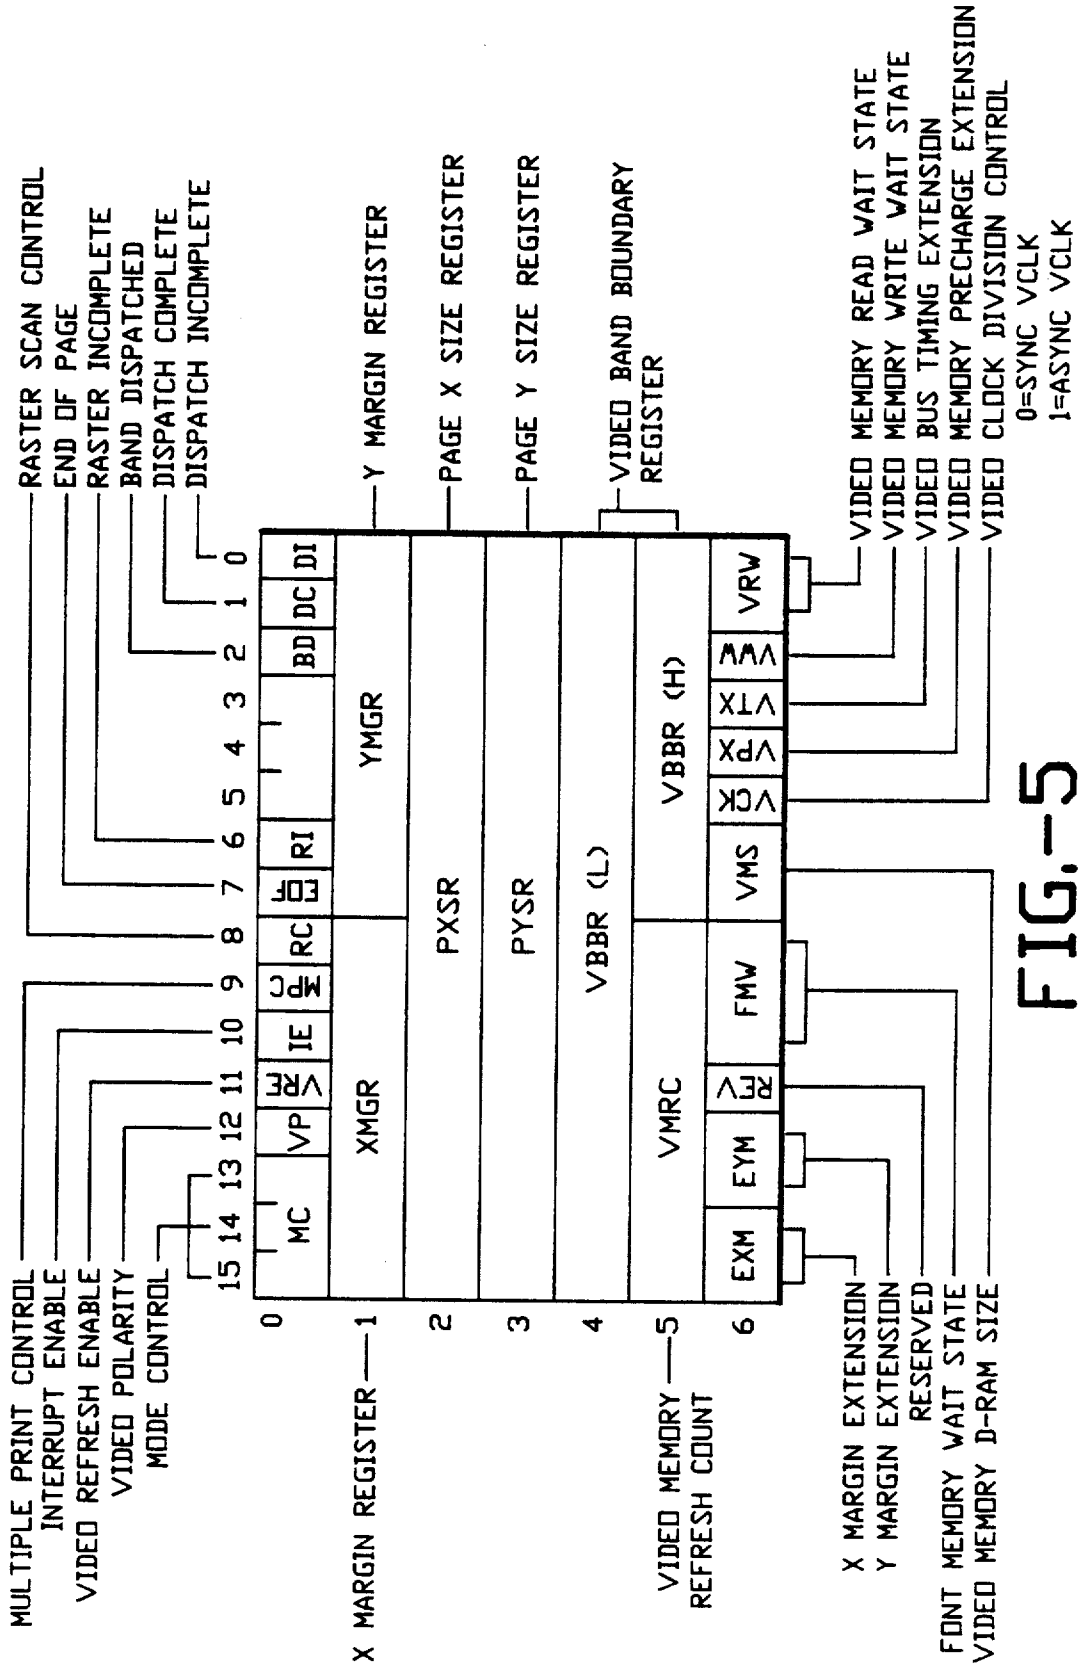 MULTIPLE PRINT CONTROL
INTERRUPT ENABLE
VIDEO REFRESH ENABLE
VIDEO POLARITY
MODE CONTROL
RASTER SCAN CONTROL
END OF PAGE
RASTER INCOMPLETE
BAND DISPATCHED
DISPATCH COMPLETE
DISPATCH INCOMPLETE
15 14 13 12 11 10 9 8 7 6 5 4 3 2 1 0
0 MC VP VRE IE MPC RC EOF RI BD DC DI
X MARGIN REGISTER 1 XMGR YMGR Y MARGIN REGISTER
2 PXSR PAGE X SIZE REGISTER
3 PYSR PAGE Y SIZE REGISTER
4 VBBR (L) VIDEO BAND BOUNDARY
REGISTER
VIDEO MEMORY 5 VMRC VBBR (H)
REFRESH COUNT
6 EXM EYM REV FMW VMS VCK VPX VTX VWW VRW
X MARGIN EXTENSION
Y MARGIN EXTENSION
RESERVED
FONT MEMORY WAIT STATE
VIDEO MEMORY D-RAM SIZE
VIDEO MEMORY READ WAIT STATE
VIDEO MEMORY WRITE WAIT STATE
VIDEO BUS TIMING EXTENSION
VIDEO MEMORY PRECHARGE EXTENSION
VIDEO CLOCK DIVISION CONTROL
0=SYNC VCLK
1=ASYNC VCLK
FIG.-5